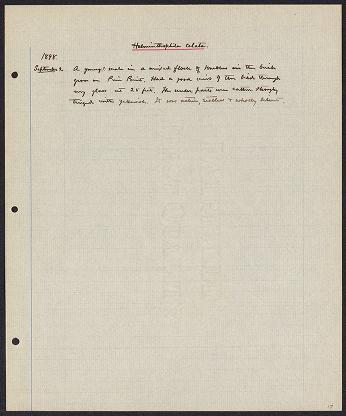 Helminthophila celata.
1898.
September 2. A young ? male in a mixed flock of Warblers in the birch
grove on Pine Point. Had a good view of the bird through
my glass at 25 feet. The under parts were rather strongly
tinged with yellowish. It was active, restless & wholly silent.
17